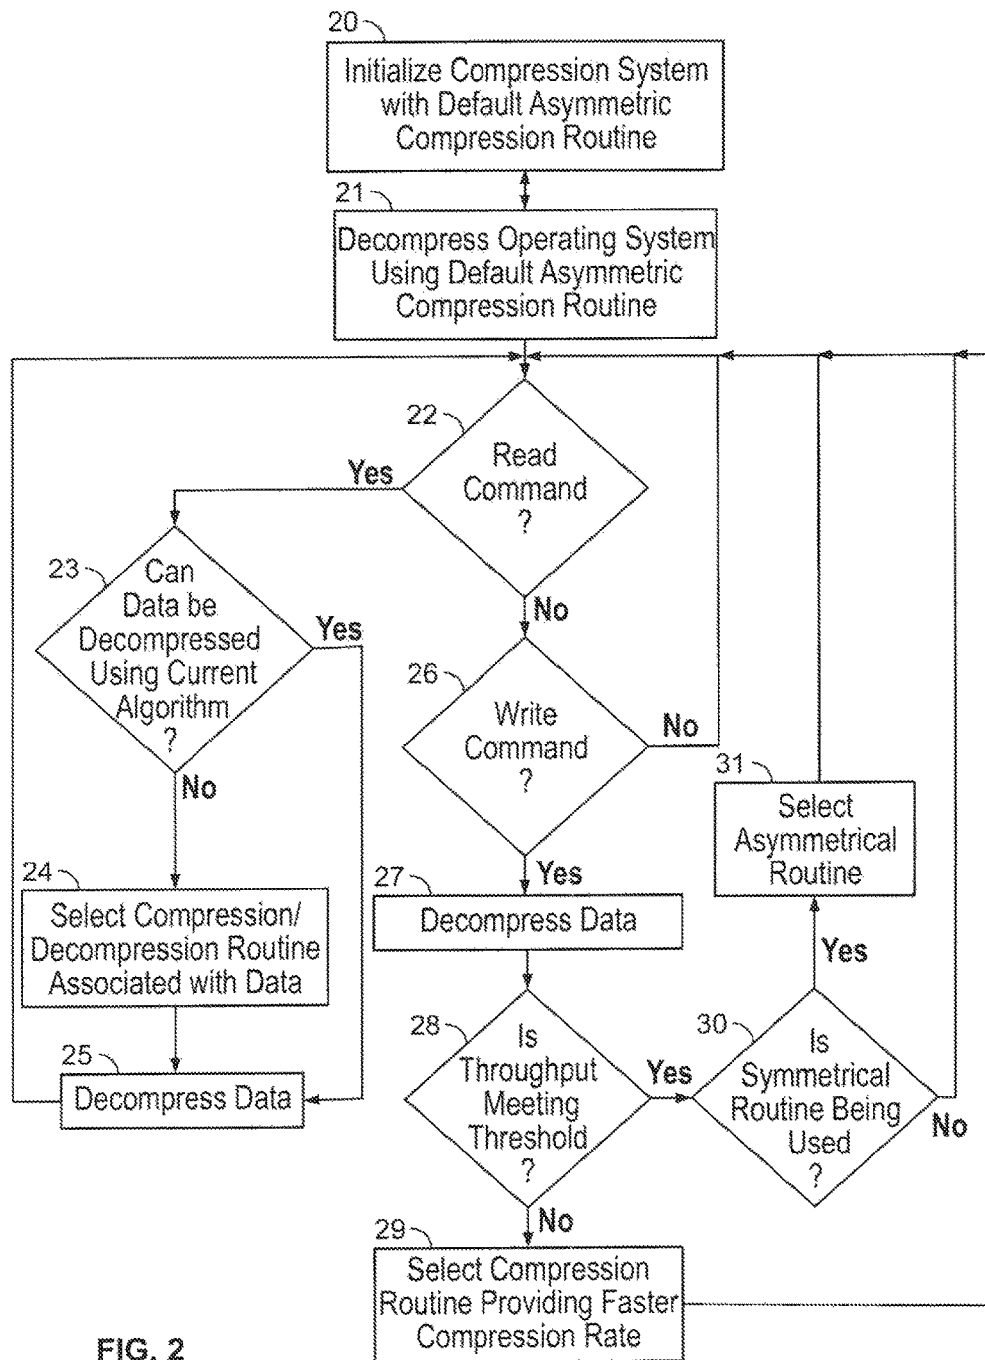 20
Initialize Compression System
with Default Asymmetric
Compression Routine
21
Decompress Operating System
Using Default Asymmetric
Compression Routine
22
Read
Command
?
Yes
No
23
Can
Data be
Decompressed
Using Current
Algorithm
?
Yes
No
24
Select Compression/
Decompression Routine
Associated with Data
25
Decompress Data
26
Write
Command
?
No
Yes
27
Decompress Data
28
Is
Throughput
Meeting
Threshold
?
Yes
No
29
Select Compression
Routine Providing Faster
Compression Rate
30
Is
Symmetrical
Routine Being
Used
?
Yes
No
31
Select
Asymmetrical
Routine
FIG. 2